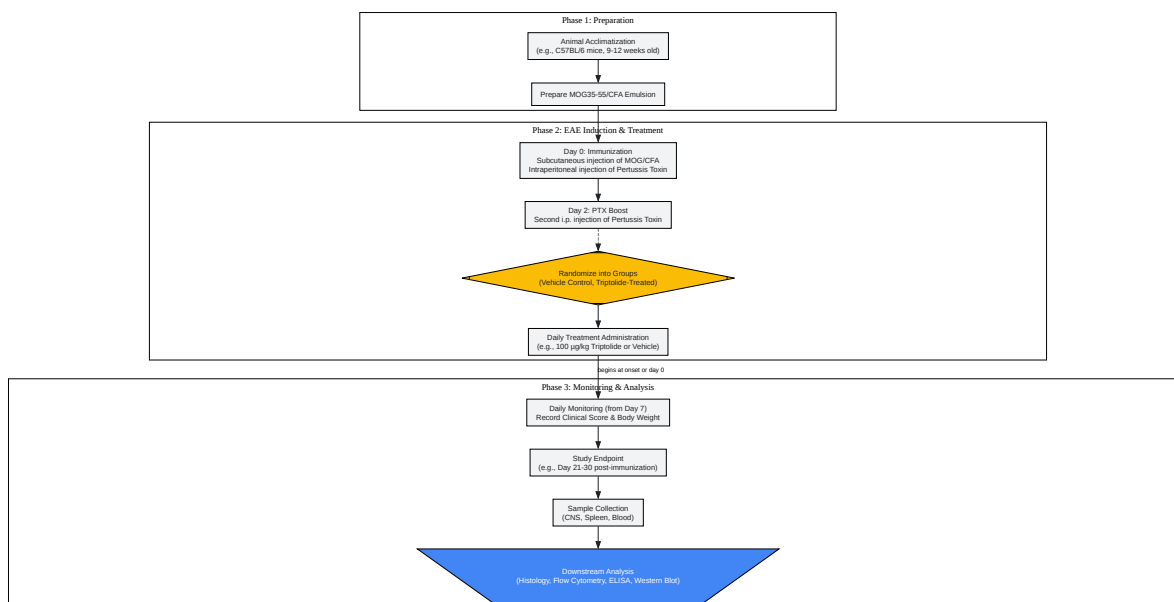 Phase 1: Preparation
Animal Acclimatization
(e.g., C57BL/6 mice, 9-12 weeks old)
Prepare MOG35-55/CFA Emulsion
Phase 2: EAE Induction & Treatment
Day 0: Immunization
Subcutaneous injection of MOG/CFA
Intraperitoneal injection of Pertussis Toxin
Day 2: PTX Boost
Second i.p. injection of Pertussis Toxin
Randomize into Groups
(Vehicle Control, Triptolide-Treated)
Daily Treatment Administration
(e.g., 100 µg/kg Triptolide or Vehicle)
begins at onset or day 0
Phase 3: Monitoring & Analysis
Daily Monitoring (from Day 7)
Record Clinical Score & Body Weight
Study Endpoint
(e.g., Day 21-30 post-immunization)
Sample Collection
(CNS, Spleen, Blood)
Downstream Analysis
(Histology, Flow Cytometry, ELISA, Western Blot)